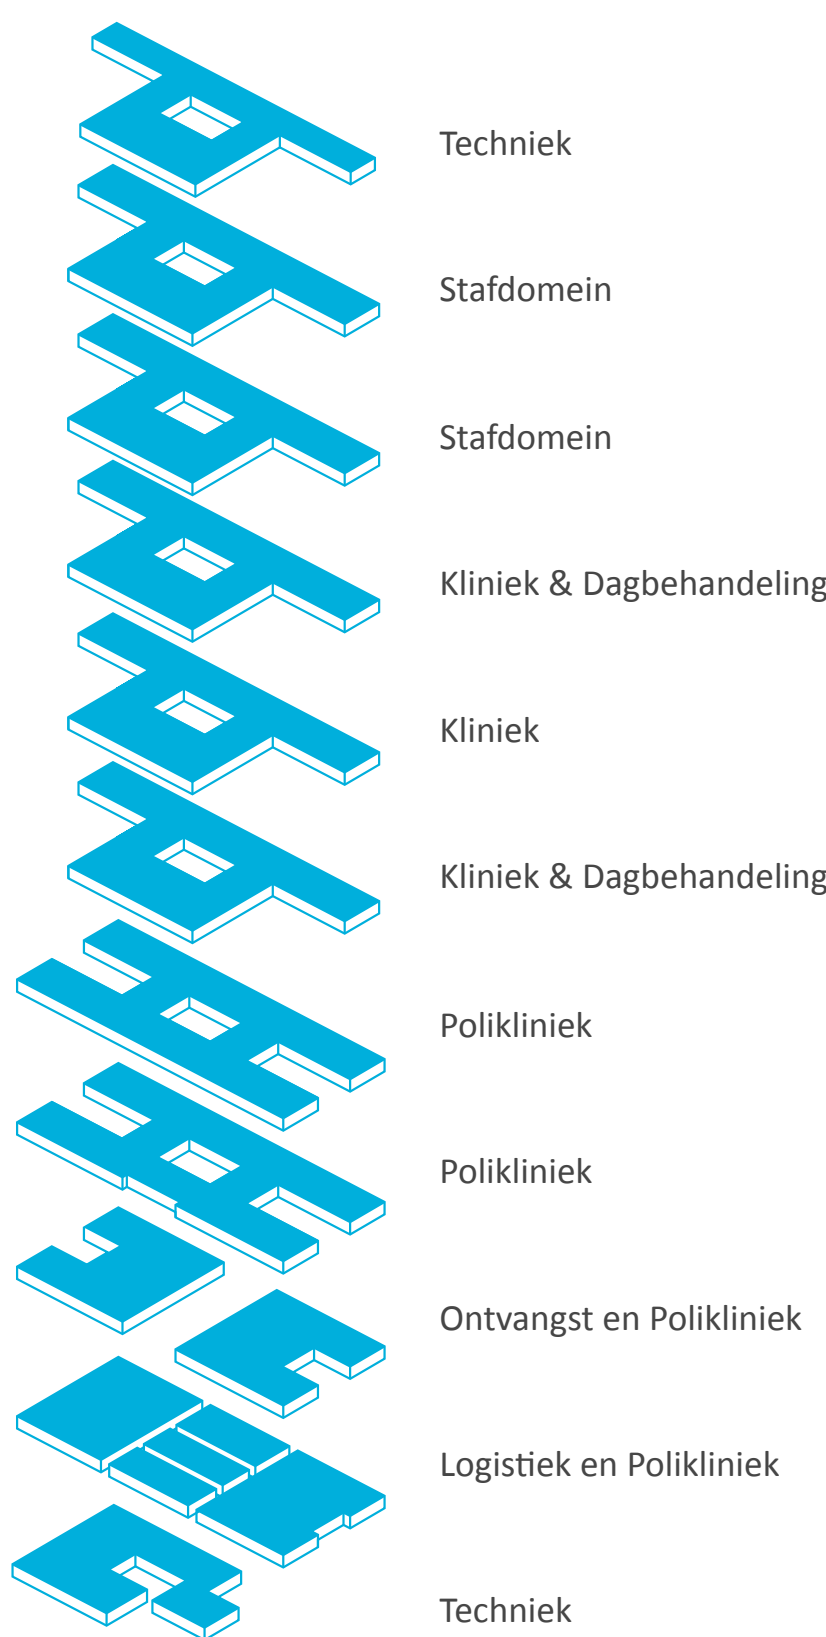 Techniek
Stafdomein
Stafdomein
Kliniek & Dagbehandeling
Kliniek
Kliniek & Dagbehandeling
Polikliniek
Polikliniek
Ontvangst en Polikliniek
Logistiek en Polikliniek
Techniek